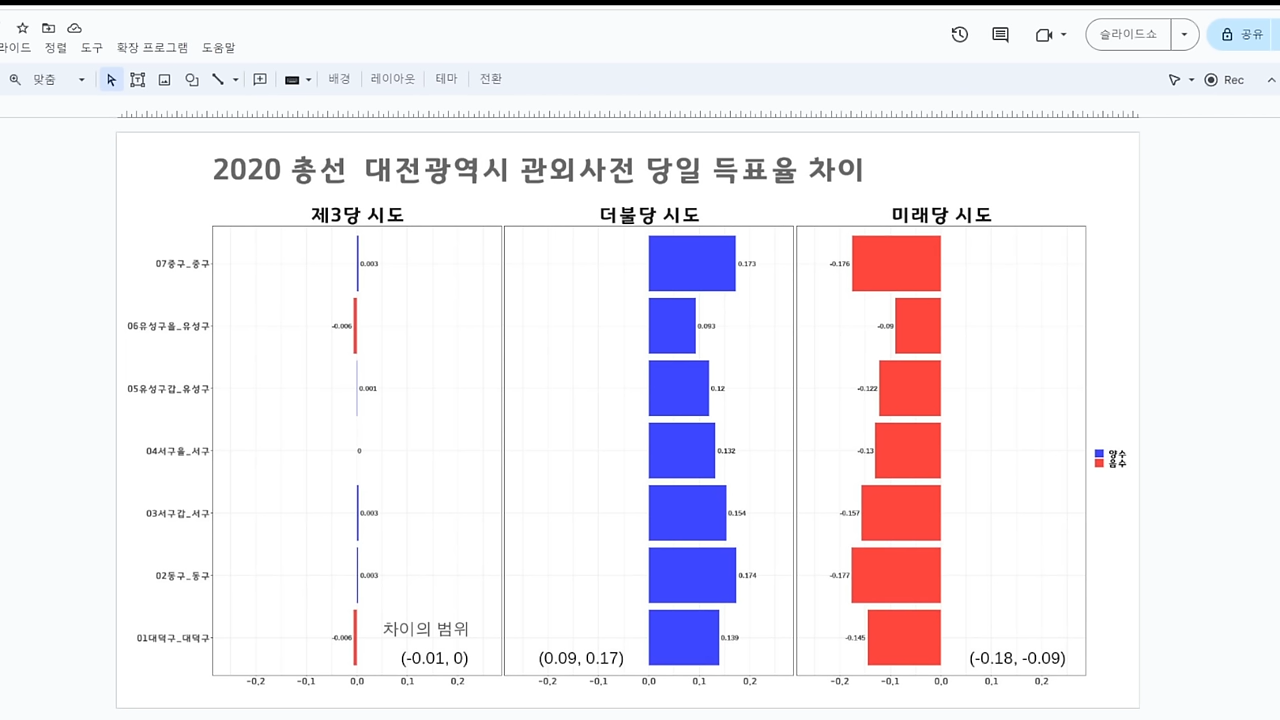 라이드 정렬 도구 확장 프로그램 도움말
슬라이드쇼
공유
맞춤
배경 레이아웃 테마 전환
Rec
2020 총선 대전광역시 관외사전 당일 득표율 차이
제3당 시도 더불당 시도 미래당 시도
07중구_중구 0.003 0.173 -0.176
06유성구을_유성구 -0.006 0.093 -0.09
05유성구갑_유성구 0.001 0.12 -0.122
04서구을_서구 0 0.132 -0.13
양수
음수
03서구갑_서구 0.003 0.154 -0.157
02동구_동구 0.003 0.174 -0.177
차이의 범위
01대덕구_대덕구 -0.006 0.139 -0.145
(-0.01, 0) (0.09, 0.17) (-0.18, -0.09)
-0.2 -0.1 0.0 0.1 0.2 -0.2 -0.1 0.0 0.1 0.2 -0.2 -0.1 0.0 0.1 0.2